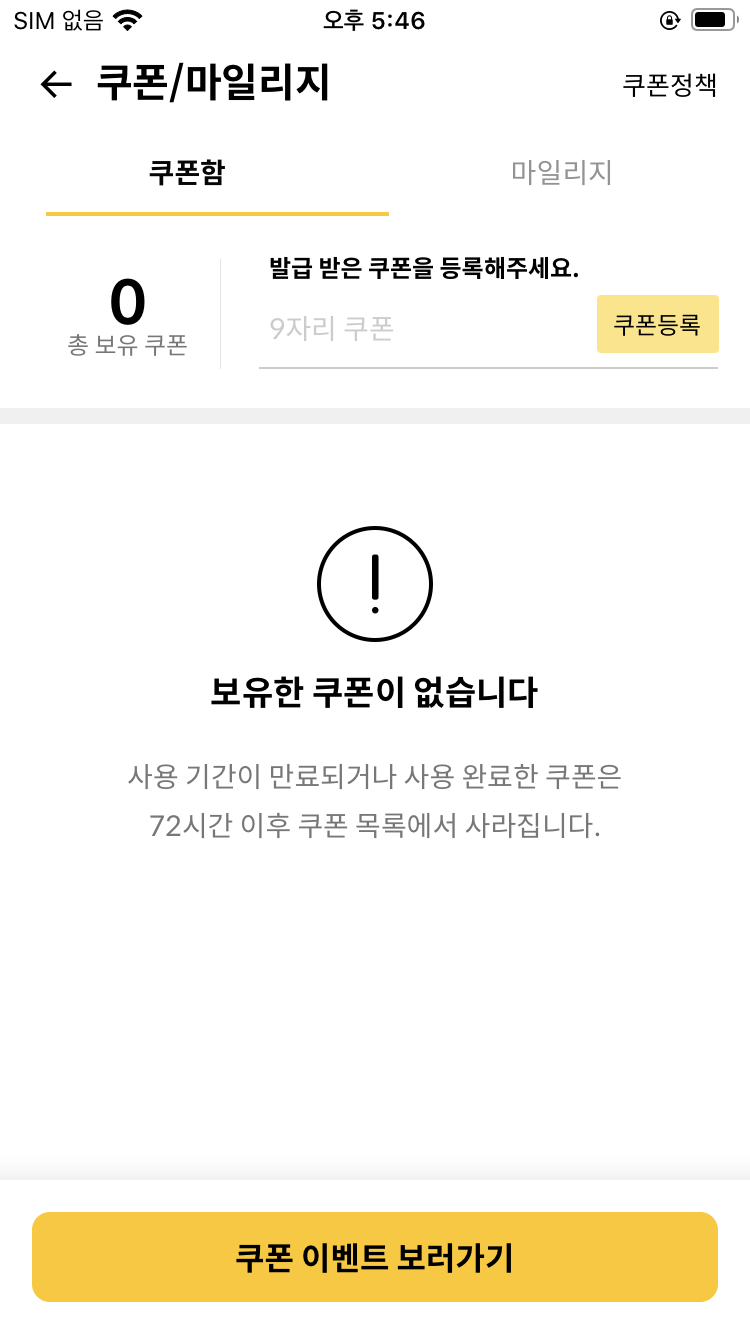 SIM 없음
오후 5:46
쿠폰/마일리지
쿠폰정책
쿠폰함
마일리지
0
총 보유 쿠폰
발급 받은 쿠폰을 등록해주세요.
9자리 쿠폰
쿠폰등록
보유한 쿠폰이 없습니다
사용 기간이 만료되거나 사용 완료한 쿠폰은
72시간 이후 쿠폰 목록에서 사라집니다.
쿠폰 이벤트 보러가기